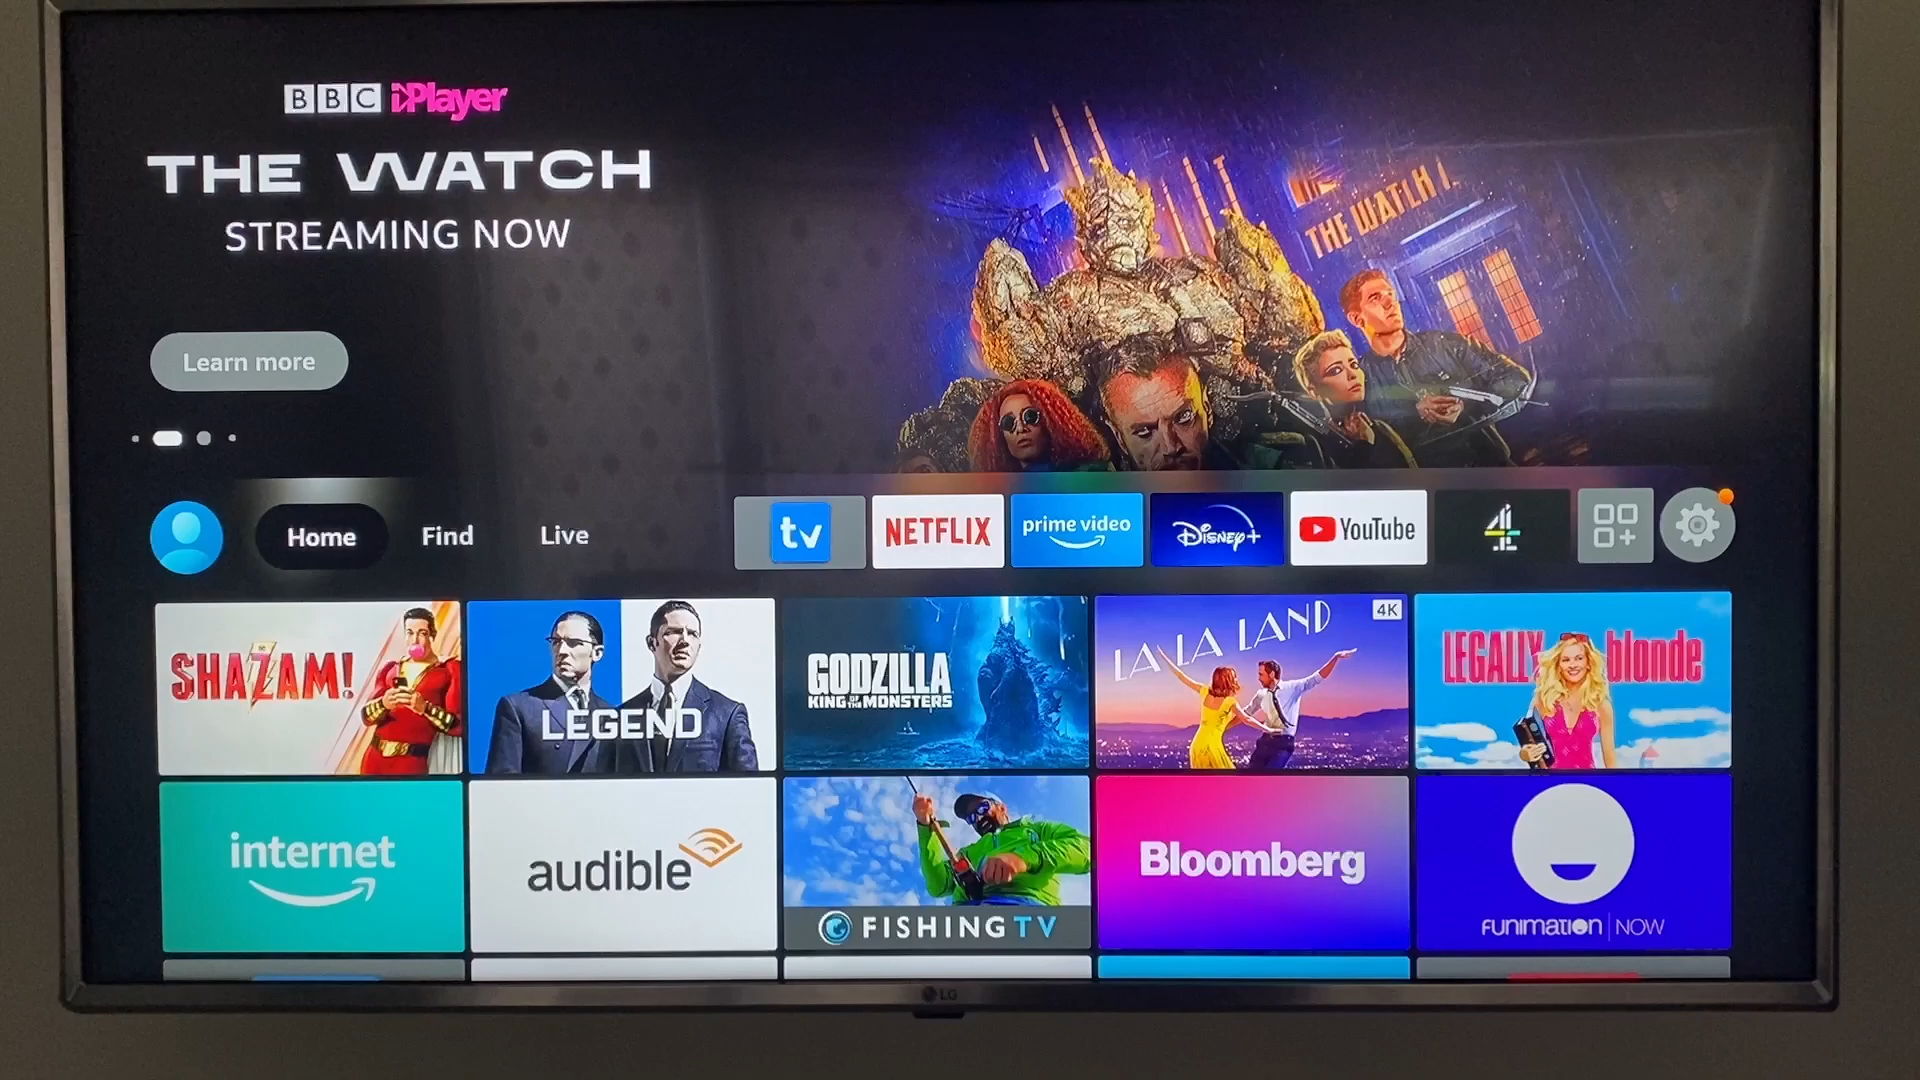 BBC iPlayer
THE WATCH
STREAMING NOW
THE WATCH
Learn more
Home
Find
Live
tv
NETFLIX
prime video
Disney+
YouTube
4
SHAZAM!
LEGEND
GODZILLA
KING OF THE MONSTERS
LA LA LAND
4K
LEGALLY blonde
internet
audible
FISHINGTV
Bloomberg
FUNIMATION | NOW
LG